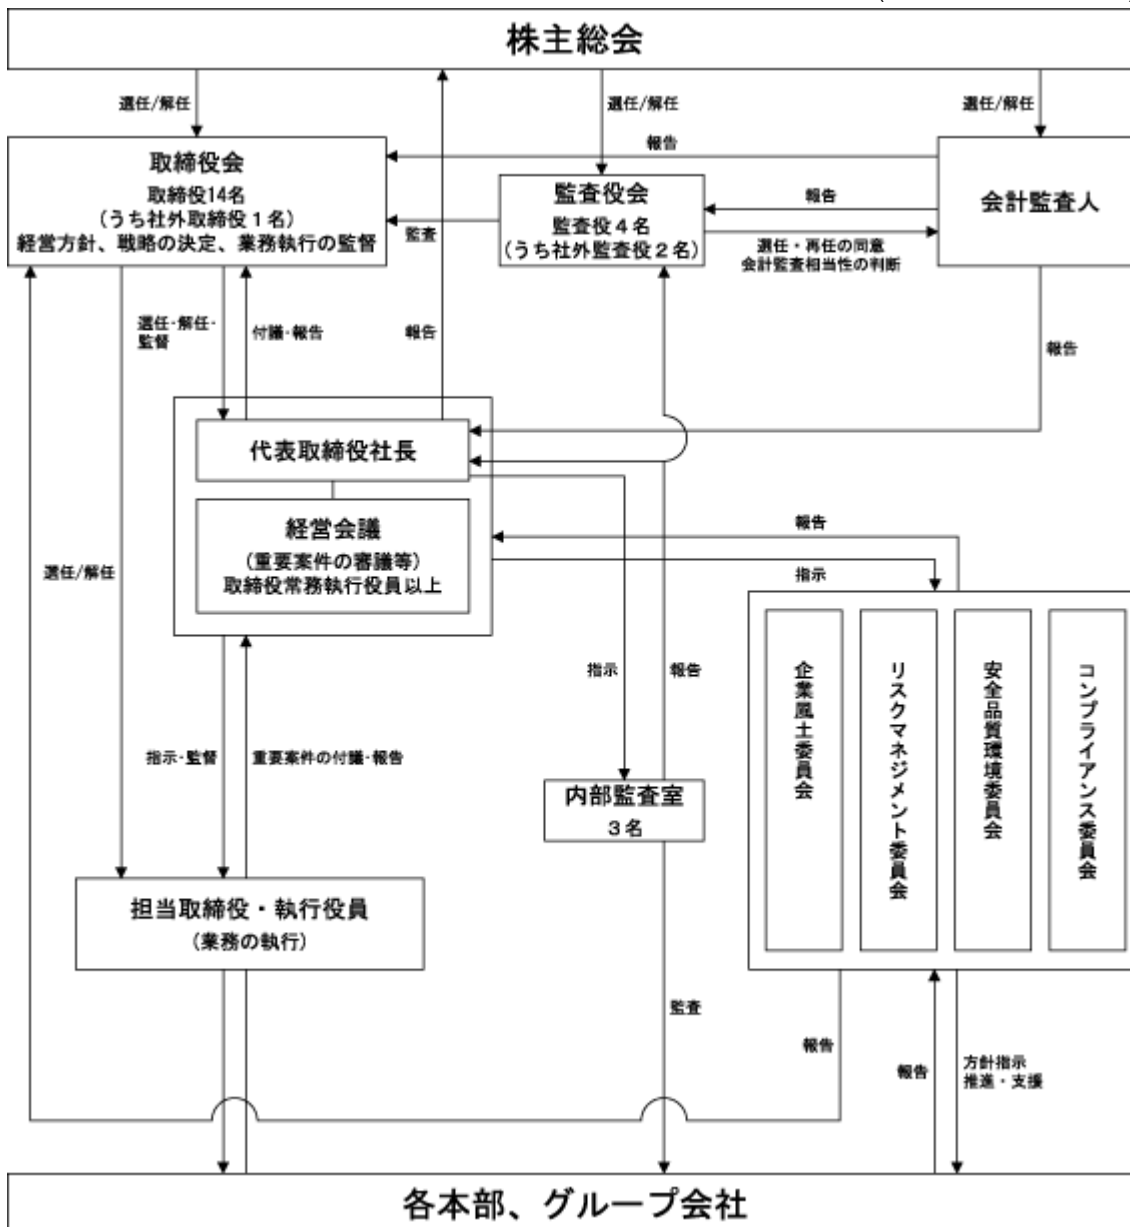 株主総会
選任/解任
選任/解任
選任/解任
取締役会
取締役14名
(うち社外取締役１名)
経営方針、戦略の決定、業務執行の監督
報告
監査役会
監査役４名
(うち社外監査役２名)
会計監査人
監査
報告
選任・再任の同意
会計監査相当性の判断
選任・解任・
監督
付議・報告
報告
報告
代表取締役社長
経営会議
(重要案件の審議等)
取締役常務執行役員以上
選任/解任
報告
指示
指示
報告
企業風土委員会
リスクマネジメント委員会
安全品質環境委員会
コンプライアンス委員会
指示・監督
重要案件の付議・報告
内部監査室
３名
担当取締役・執行役員
(業務の執行)
監査
報告
報告
方針指示
推進・支援
各本部、グループ会社